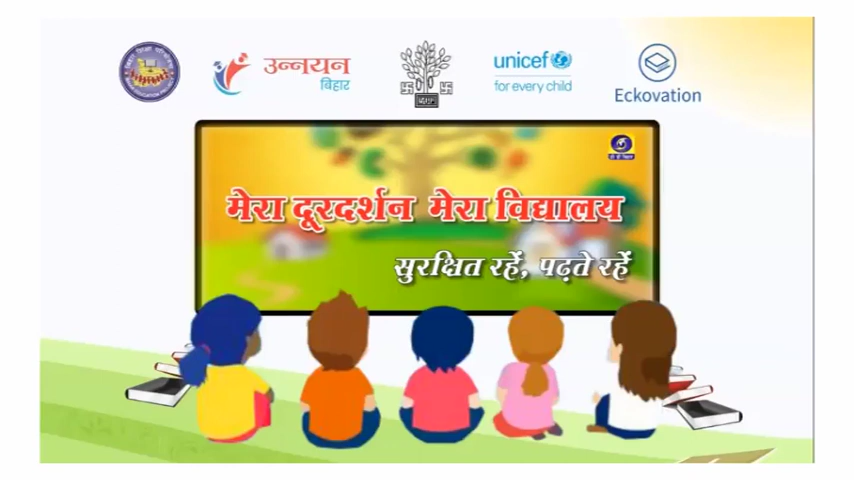 उन्नयन
बिहार
unicef
for every child
Eckovation
मेरा दूरदर्शन मेरा विद्यालय
सुरक्षित रहें, पढ़ते रहें